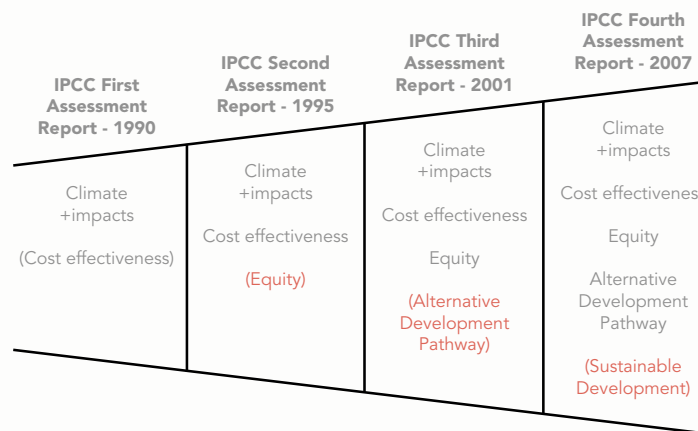 IPCC First
Assessment
Report - 1990
Climate
+impacts
(Cost effectiveness)
IPCC Second
Assessment
Report - 1995
Climate
+impacts
Cost effectiveness
(Equity)
IPCC Third
Assessment
Report - 2001
Climate
+impacts
Cost effectiveness
Equity
(Alternative
Development
Pathway)
IPCC Fourth
Assessment
Report - 2007
Climate
+impacts
Cost effectivenes
Equity
Alternative
Development
Pathway
(Sustainable
Development)